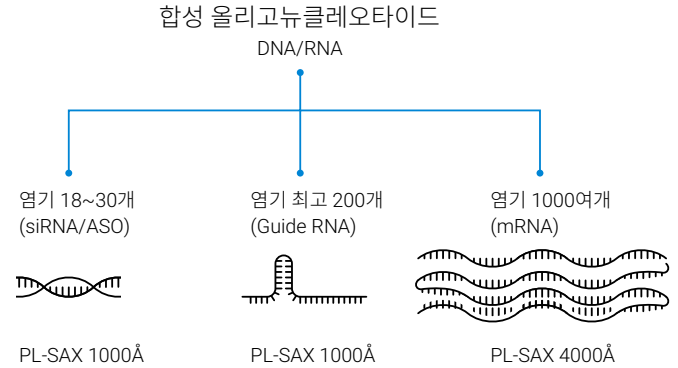 합성 올리고뉴클레오타이드
DNA/RNA
염기 18~30개
(siRNA/ASO)
염기 최고 200개
(Guide RNA)
염기 1000여개
(mRNA)
PL-SAX 1000Å
PL-SAX 1000Å
PL-SAX 4000Å